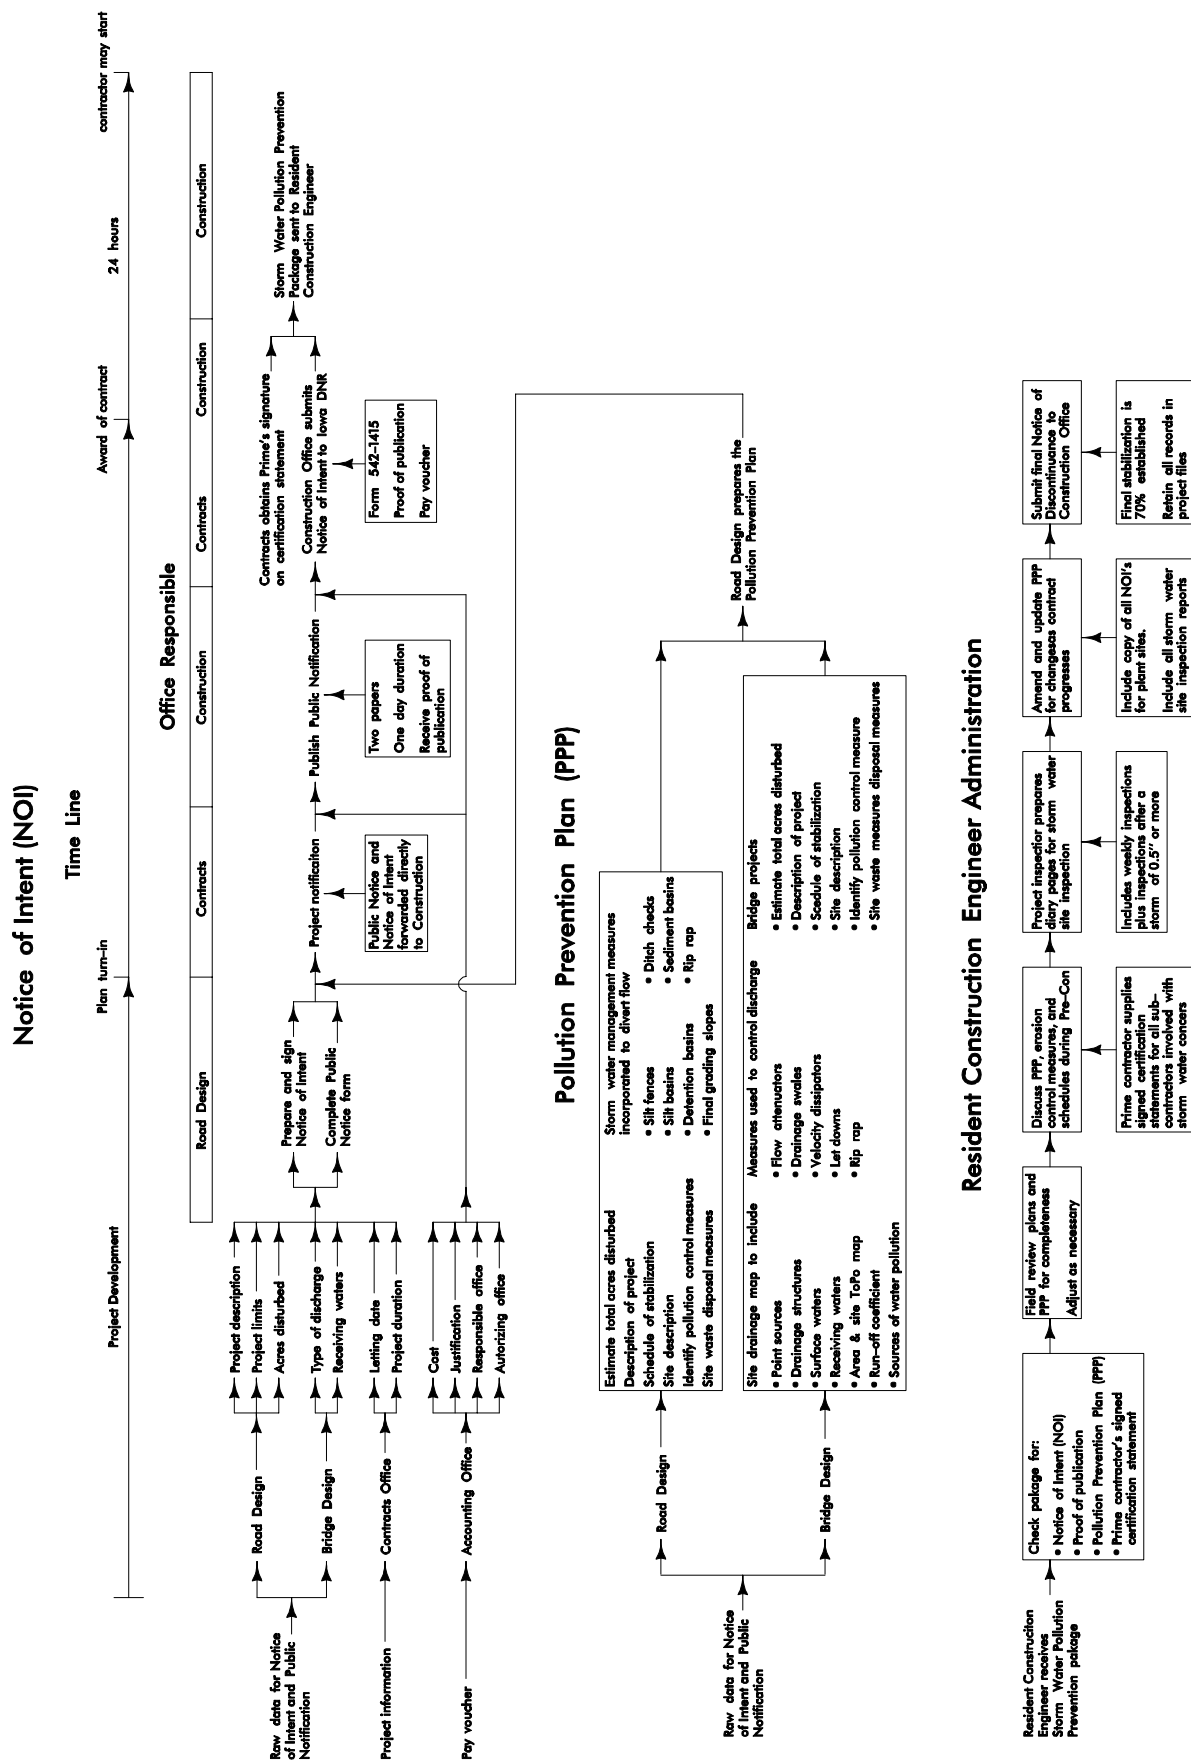 Notice of Intent (NOI)
Time Line
Project Development
Plan turn–in
Award of contract
24 hours
contractor may start
Office Responsible
Road Design
Contracts
Construction
Contracts
Construction
Construction
Raw data for Notice
of Intent and Public
Notification
Road Design
Bridge Design
Project description
Project limits
Acres disturbed
Type of discharge
Receiving waters
Project information
Contracts Office
Letting date
Project duration
Pay voucher
Accounting Office
Cost
Justification
Responsible office
Autorizing office
Prepare and sign
Notice of Intent
Complete Public
Notice form
Project notificaiton
Public Notice and
Notice of Intent
forwarded directly
to Construction
Publish Public Notification
Two papers
One day duration
Receive proof of
publication
Contracts obtains Prime's signature
on certification statement
Construction Office submits
Notice of Intent to Iowa DNR
Form 542–1415
Proof of publication
Pay voucher
Storm Water Pollution Prevention
Package sent to Resident
Construction Engineer
Pollution Prevention Plan (PPP)
Raw data for Notice
of Intent and Public
Notification
Road Design
Bridge Design
Estimate total acres disturbed
Description of project
Schedule of stabilization
Site description
Identify pollution control measures
Site waste disposal measures
Storm water management measures
incorporated to divert flow
• Silt fences
• Silt basins
• Detention basins
• Final grading slopes
• Ditch checks
• Sediment basins
• Rip rap
Site drainage map to include
• Point sources
• Drainage structures
• Surface waters
• Receiving waters
• Area & site ToPo map
• Run–off coefficient
• Sources of water pollution
Measures used to control discharge
• Flow attenuators
• Drainage swales
• Velocity dissipators
• Let downs
• Rip rap
Bridge projects
• Estimate total acres disturbed
• Description of project
• Scedule of stabilization
• Site description
• Identify pollution control measure
• Site waste measures disposal measures
Road Design prepares the
Pollution Prevention Plan
Resident Construction Engineer Administration
Resident Construciton
Engineer receives
Storm Water Pollution
Prevention pakage
Check pakage for:
• Notice of Intent (NOI)
• Proof of publication
• Pollution Prevention Plan (PPP)
• Prime contractor's signed
certification statement
Field review plans and
PPP for completeness
Adjust as necessary
Discuss PPP, erosion
control measures, and
schedules during Pre–Con
Prime contractor supplies
signed certification
statements for all sub–
contractors involved with
storm water concers
Project inspectior prepares
diary pages for storm water
site inspection
Includes weekly inspections
plus inspections after a
storm of 0.5″ or more
Amend and update PPP
for changesas contract
progresses
Include copy of all NOI's
for plant sites.
Include all storm water
site inspection reports
Submit final Notice of
Discontinuance to
Construction Office
Final stabilization is
70% established
Retain all records in
project files